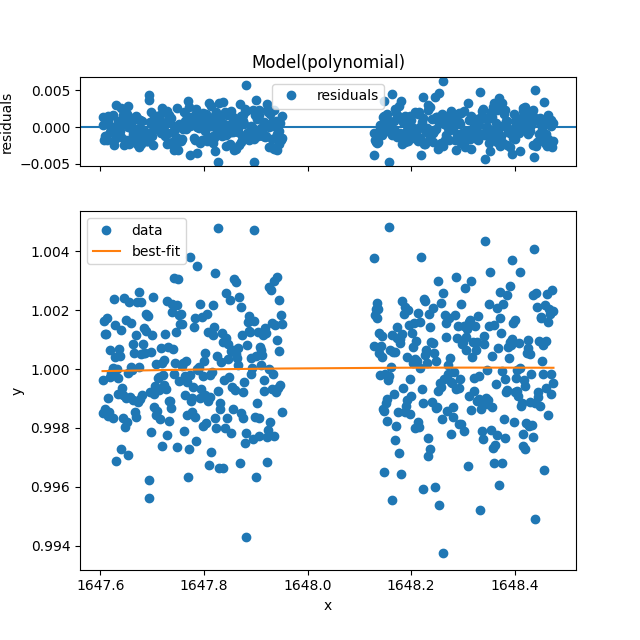 Model(polynomial)
residuals
0.005
0.000
−0.005
residuals
data
best-fit
1.004
1.002
1.000
0.998
0.996
0.994
y
1647.6
1647.8
1648.0
1648.2
1648.4
x